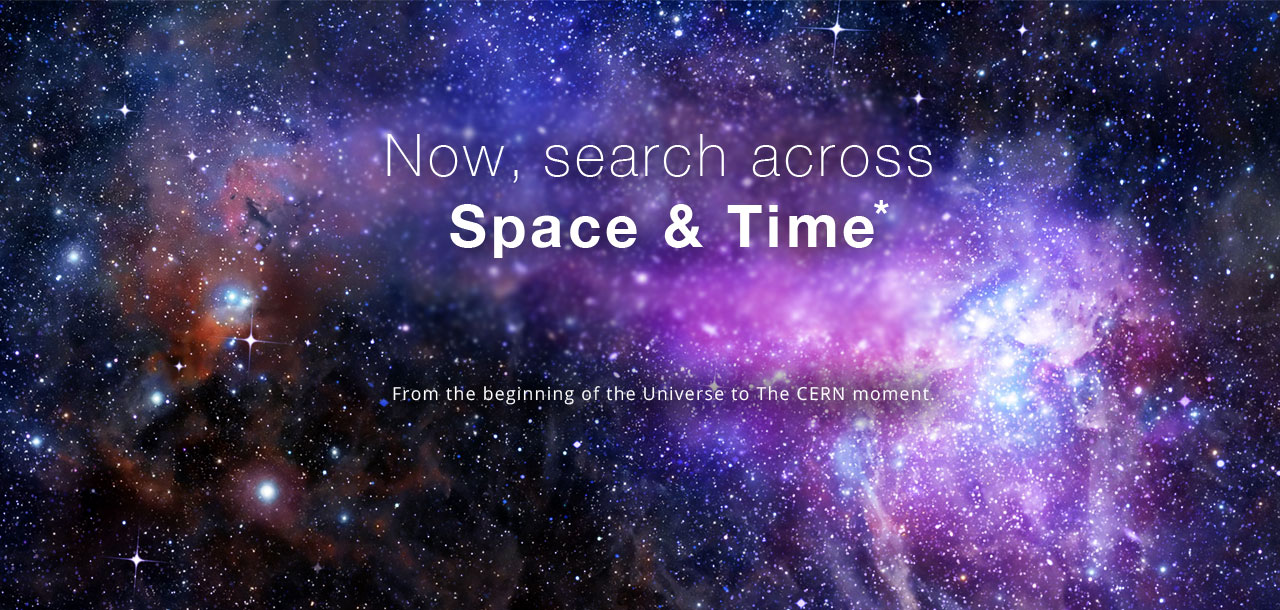 Now, search across
Space & Time*
From the beginning of the Universe to The CERN moment.